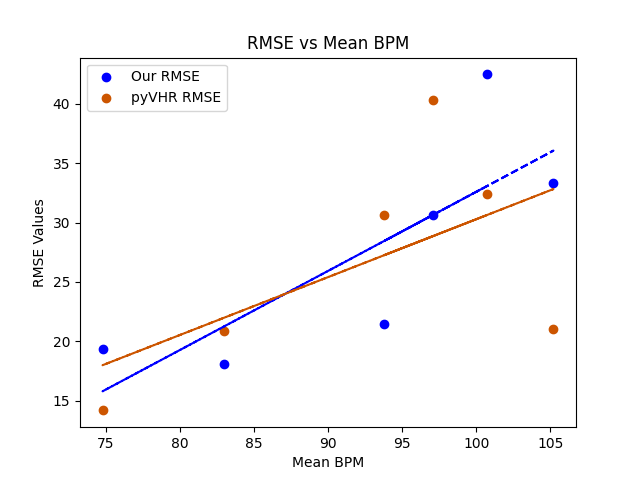 RMSE vs Mean BPM
Our RMSE
pyVHR RMSE
RMSE Values
40
35
30
25
20
15
75 80 85 90 95 100 105
Mean BPM